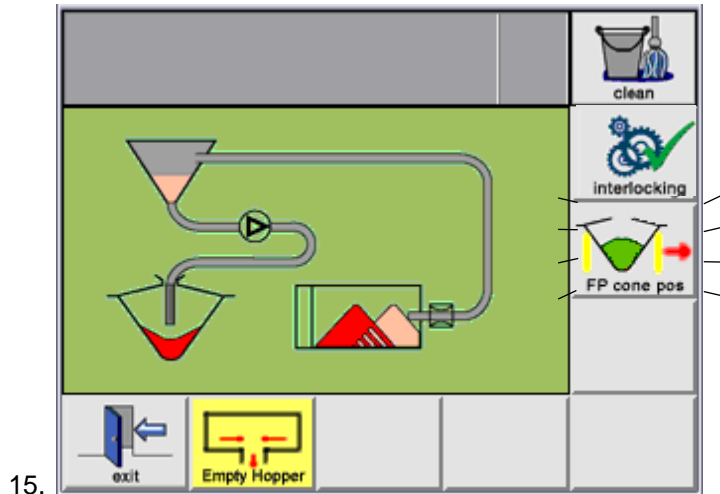 clean
interlocking
FP cone pos
exit
Empty Hopper
15.